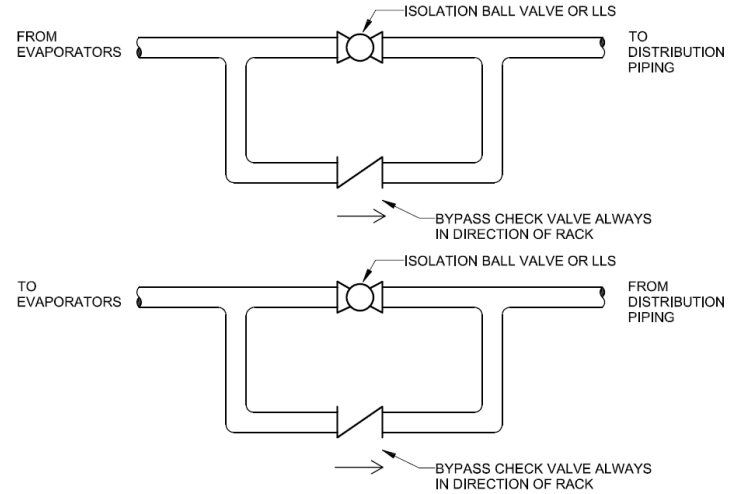 ISOLATION BALL VALVE OR LLS
FROM
EVAPORATORS
TO
DISTRIBUTION
PIPING
BYPASS CHECK VALVE ALWAYS
IN DIRECTION OF RACK
ISOLATION BALL VALVE OR LLS
TO
EVAPORATORS
FROM
DISTRIBUTION
PIPING
BYPASS CHECK VALVE ALWAYS
IN DIRECTION OF RACK